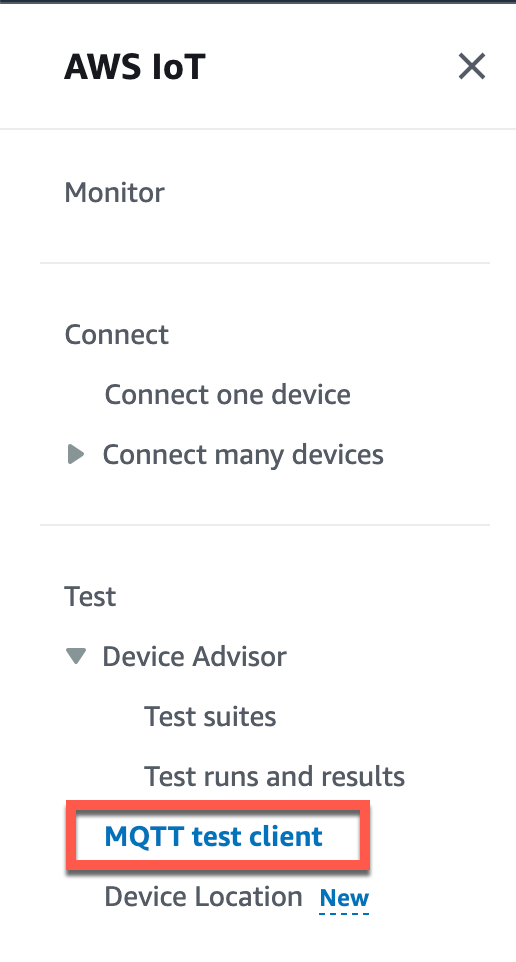 AWS IoT
Monitor
Connect
Connect one device
Connect many devices
Test
Device Advisor
Test suites
Test runs and results
MQTT test client
Device Location New